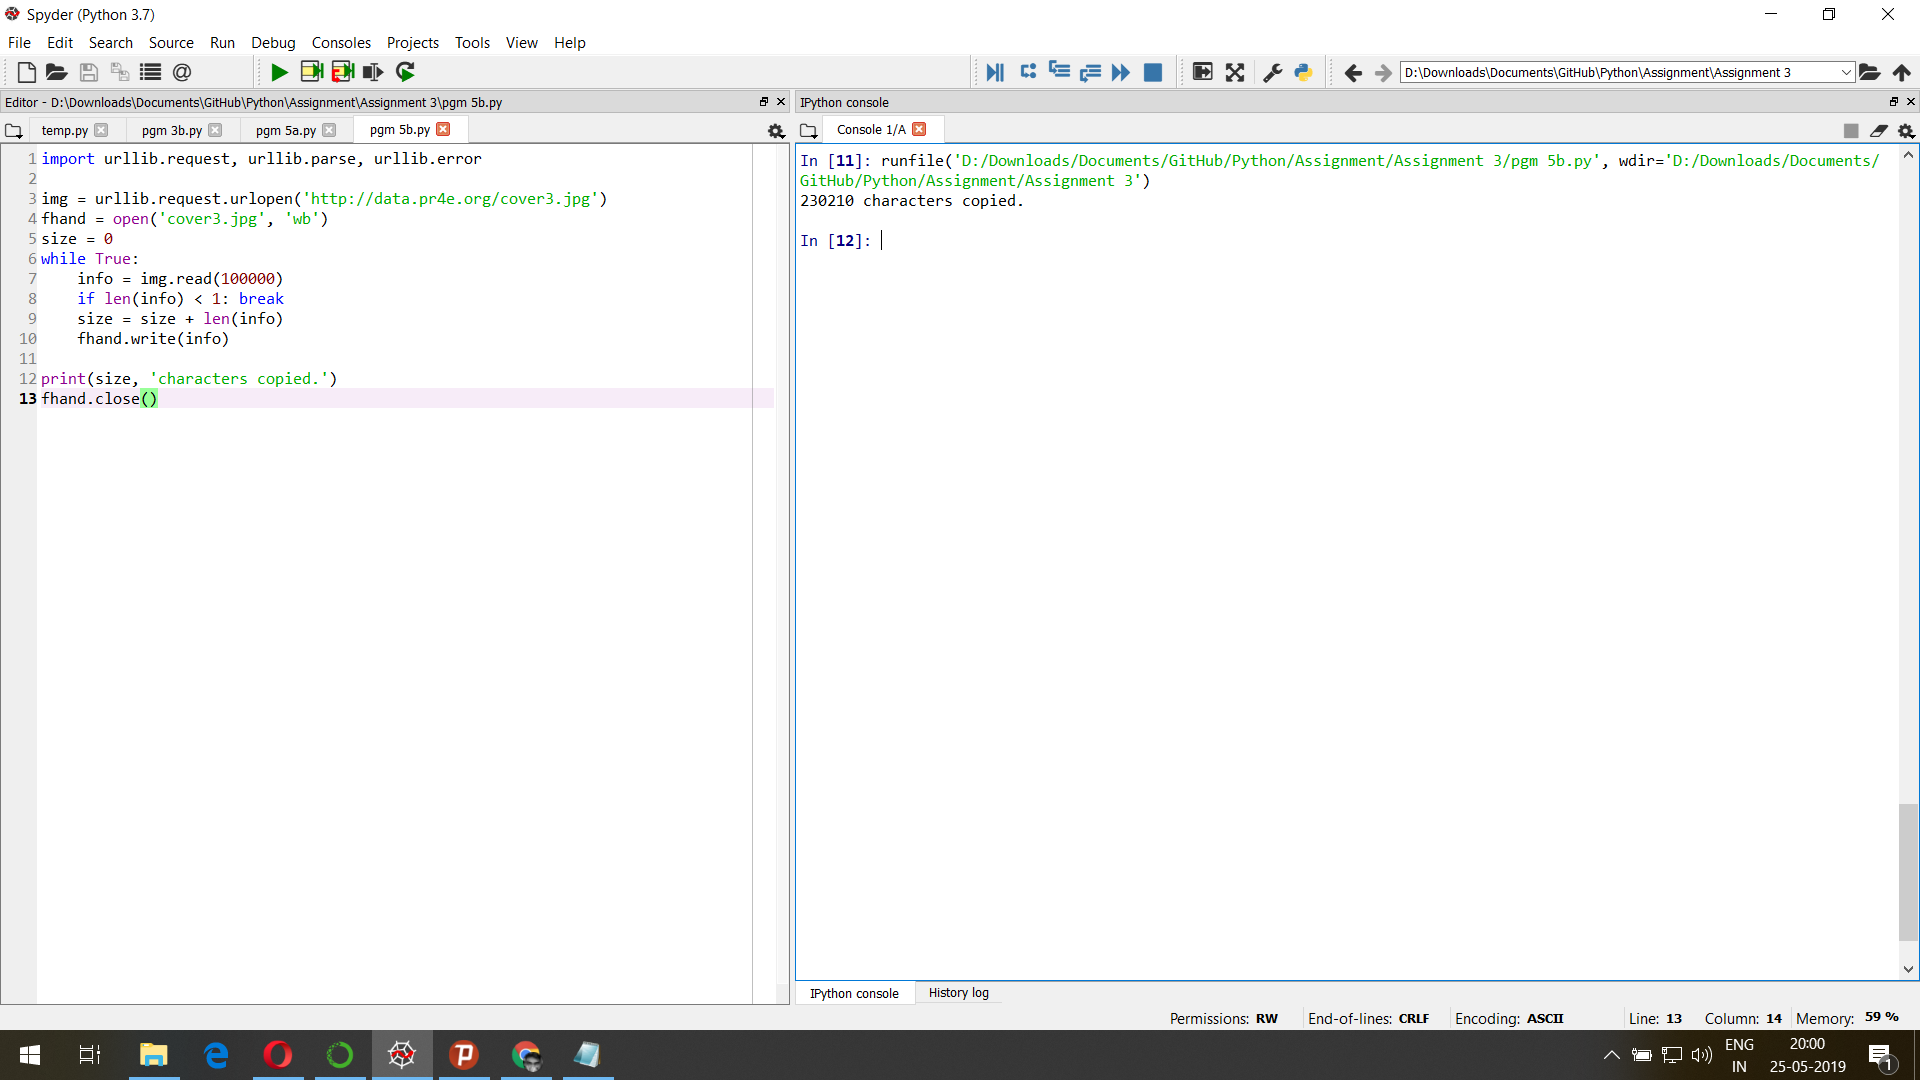 Spyder (Python 3.7)
File Edit Search Source Run Debug Consoles Projects Tools View Help
D:\Downloads\Documents\GitHub\Python\Assignment\Assignment 3
Editor - D:\Downloads\Documents\GitHub\Python\Assignment\Assignment 3\pgm 5b.py
temp.py pgm 3b.py pgm 5a.py pgm 5b.py
1 import urllib.request, urllib.parse, urllib.error
2
3 img = urllib.request.urlopen('http://data.pr4e.org/cover3.jpg')
4 fhand = open('cover3.jpg', 'wb')
5 size = 0
6 while True:
7     info = img.read(100000)
8     if len(info) < 1: break
9     size = size + len(info)
10     fhand.write(info)
11
12 print(size, 'characters copied.')
13 fhand.close()
IPython console
Console 1/A
In [11]: runfile('D:/Downloads/Documents/GitHub/Python/Assignment/Assignment 3/pgm 5b.py', wdir='D:/Downloads/Documents/
GitHub/Python/Assignment/Assignment 3')
230210 characters copied.
In [12]:
IPython console History log
Permissions: RW End-of-lines: CRLF Encoding: ASCII Line: 13 Column: 14 Memory: 59 %
ENG 20:00
IN 25-05-2019 1